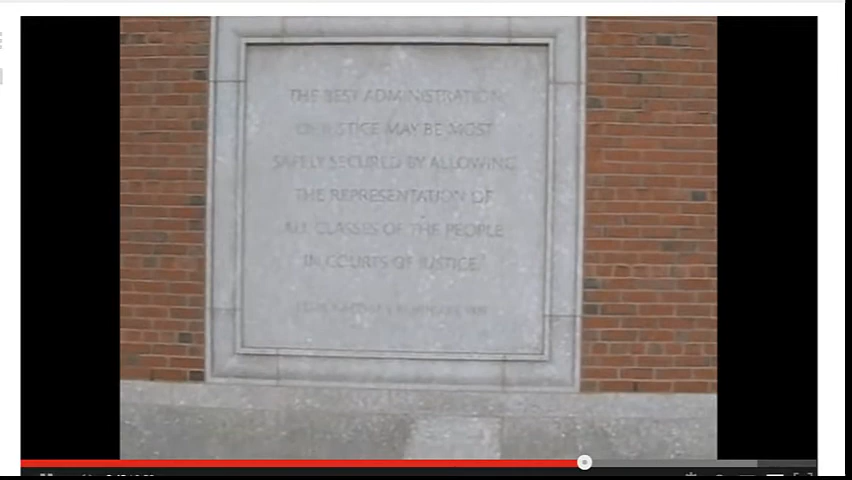 THE BEST ADMINISTRATION
OF JUSTICE MAY BE MOST
SAFELY SECURED BY ALLOWING
THE REPRESENTATION OF
ALL CLASSES OF THE PEOPLE
IN COURTS OF JUSTICE